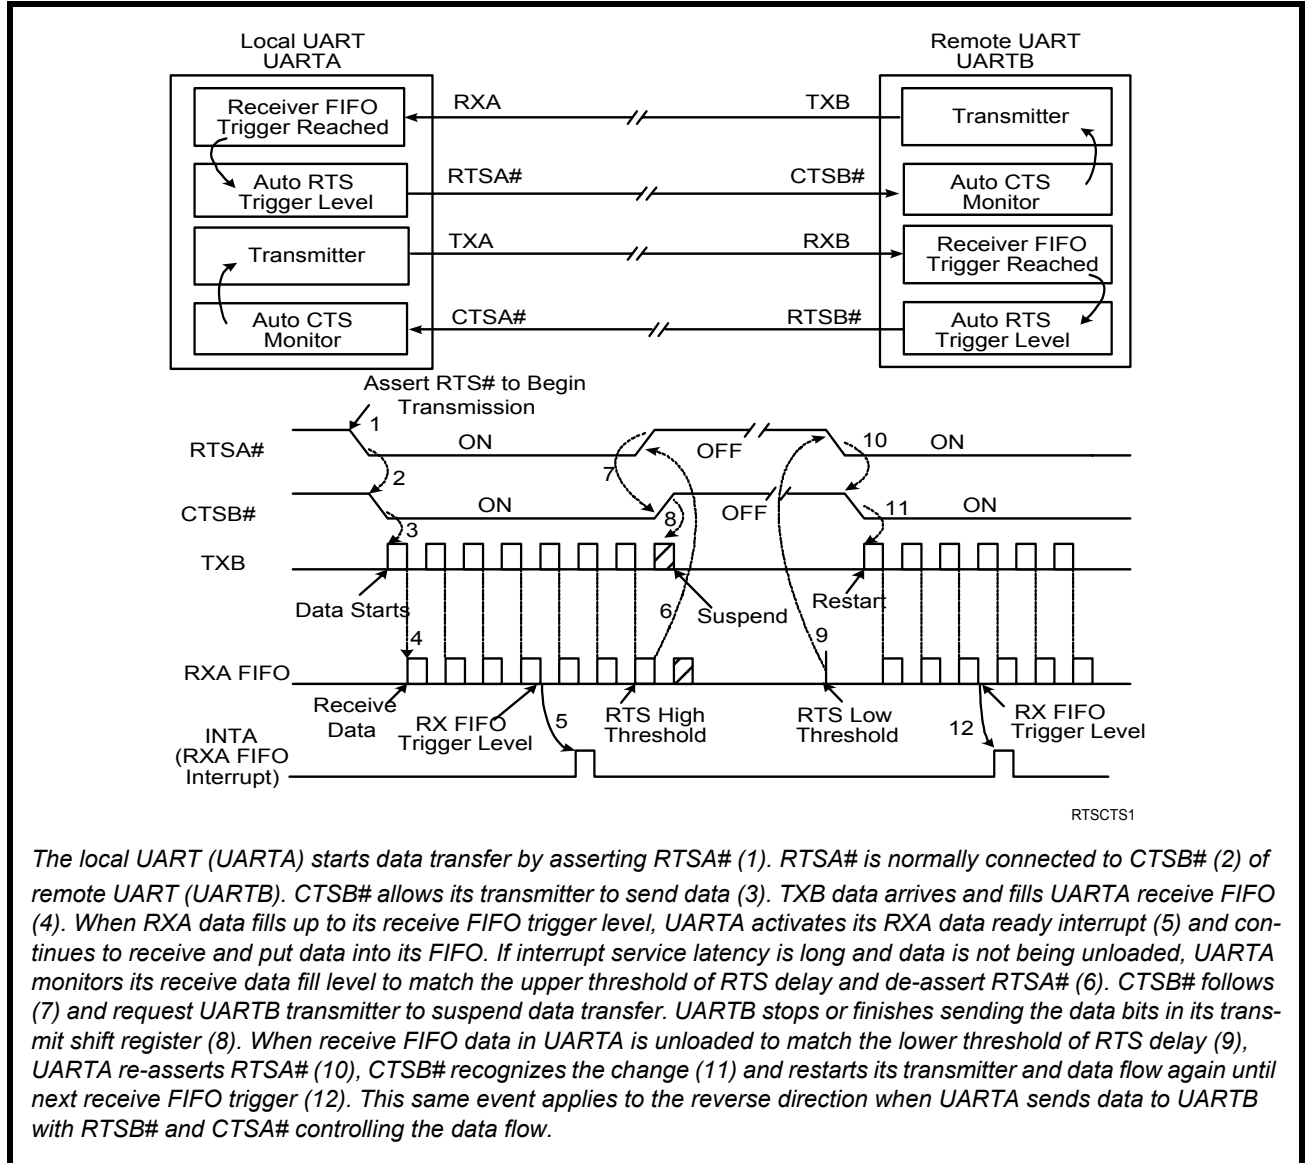 Local UART
UARTA
Remote UART
UARTB
Receiver FIFO
Trigger Reached
RXA
TXB
Transmitter
Auto RTS
Trigger Level
RTSA#
CTSB#
Auto CTS
Monitor
Transmitter
TXA
RXB
Receiver FIFO
Trigger Reached
Auto CTS
Monitor
CTSA#
RTSB#
Auto RTS
Trigger Level
Assert RTS# to Begin
Transmission
1
RTSA#
ON
7
OFF
10
ON
2
CTSB#
ON
8
OFF
11
ON
3
TXB
Data Starts
6
Suspend
Restart
4
9
RXA FIFO
Receive
Data
RX FIFO
Trigger Level
5
RTS High
Threshold
RTS Low
Threshold
12
RX FIFO
Trigger Level
INTA
(RXA FIFO
Interrupt)
RTSCTS1
The local UART (UARTA) starts data transfer by asserting RTSA# (1). RTSA# is normally connected to CTSB# (2) of
remote UART (UARTB). CTSB# allows its transmitter to send data (3). TXB data arrives and fills UARTA receive FIFO
(4). When RXA data fills up to its receive FIFO trigger level, UARTA activates its RXA data ready interrupt (5) and con-
tinues to receive and put data into its FIFO. If interrupt service latency is long and data is not being unloaded, UARTA
monitors its receive data fill level to match the upper threshold of RTS delay and de-assert RTSA# (6). CTSB# follows
(7) and request UARTB transmitter to suspend data transfer. UARTB stops or finishes sending the data bits in its trans-
mit shift register (8). When receive FIFO data in UARTA is unloaded to match the lower threshold of RTS delay (9),
UARTA re-asserts RTSA# (10), CTSB# recognizes the change (11) and restarts its transmitter and data flow again until
next receive FIFO trigger (12). This same event applies to the reverse direction when UARTA sends data to UARTB
with RTSB# and CTSA# controlling the data flow.